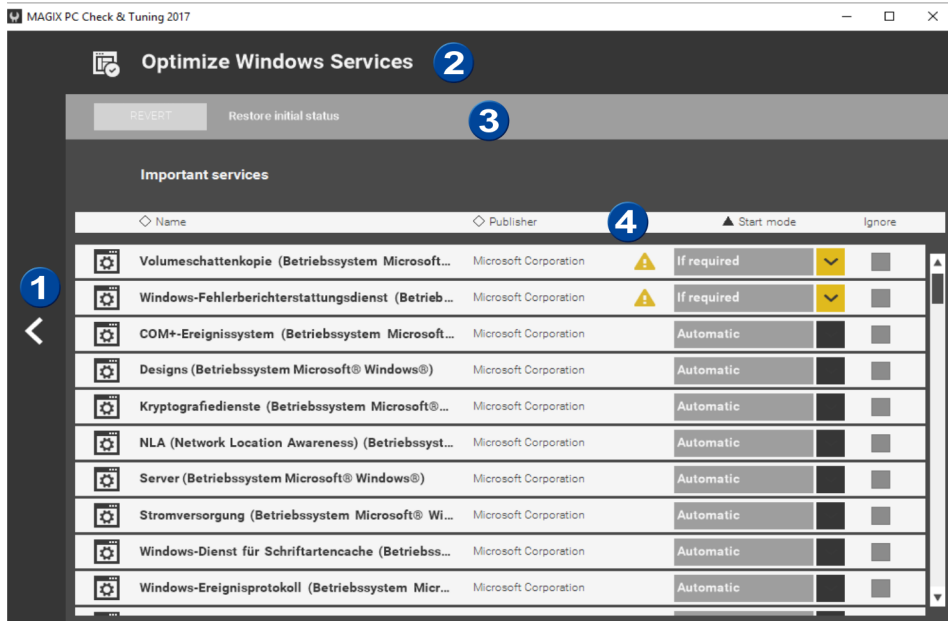 MAGIX PC Check & Tuning 2017
Optimize Windows Services 2
REVERT Restore initial status 3
Important services
Name Publisher 4 Start mode Ignore
Volumeschattenkopie (Betriebssystem Microsoft... Microsoft Corporation If required
1
Windows-Fehlerberichterstattungsdienst (Betrieb... Microsoft Corporation If required
COM+-Ereignissystem (Betriebssystem Microsoft... Microsoft Corporation Automatic
Designs (Betriebssystem Microsoft® Windows®) Microsoft Corporation Automatic
Kryptografiedienste (Betriebssystem Microsoft®... Microsoft Corporation Automatic
NLA (Network Location Awareness) (Betriebssyst... Microsoft Corporation Automatic
Server (Betriebssystem Microsoft® Windows®) Microsoft Corporation Automatic
Stromversorgung (Betriebssystem Microsoft® Wi... Microsoft Corporation Automatic
Windows-Dienst für Schriftartencache (Betriebss... Microsoft Corporation Automatic
Windows-Ereignisprotokoll (Betriebssystem Micr... Microsoft Corporation Automatic